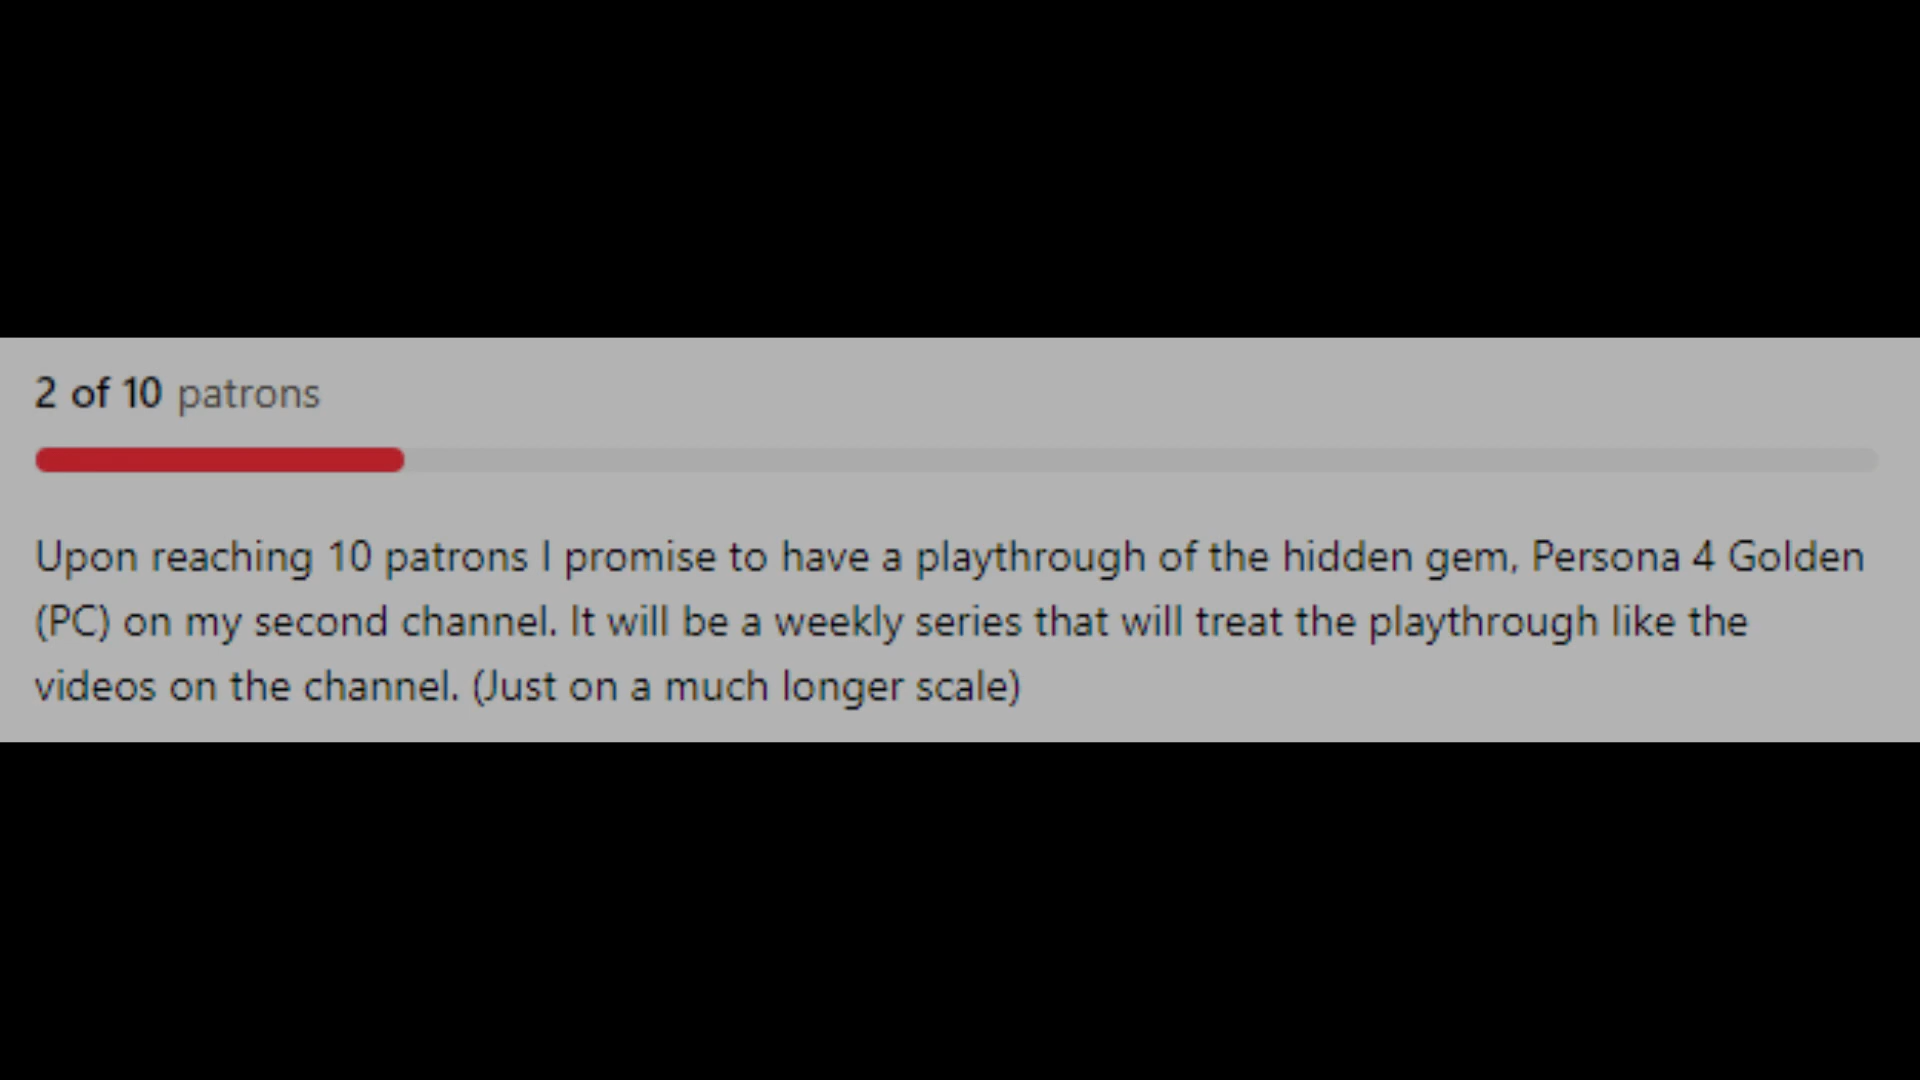 2 of 10 patrons
Upon reaching 10 patrons I promise to have a playthrough of the hidden gem, Persona 4 Golden
(PC) on my second channel. It will be a weekly series that will treat the playthrough like the
videos on the channel. (Just on a much longer scale)